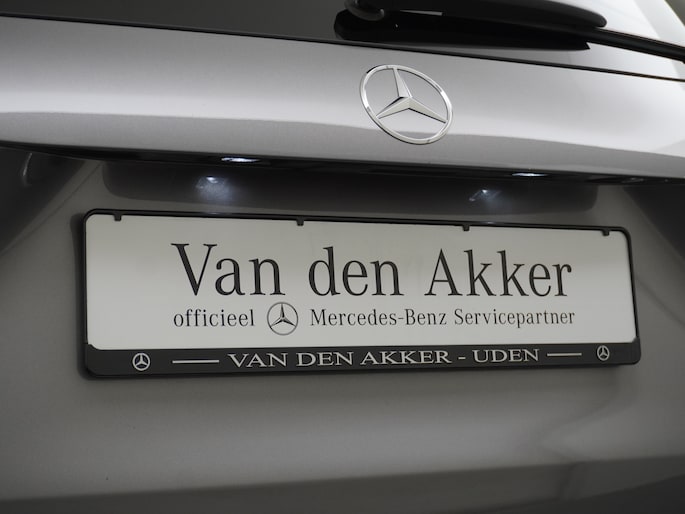 Van den Akker
officieel Mercedes-Benz Servicepartner
VAN DEN AKKER - UDEN